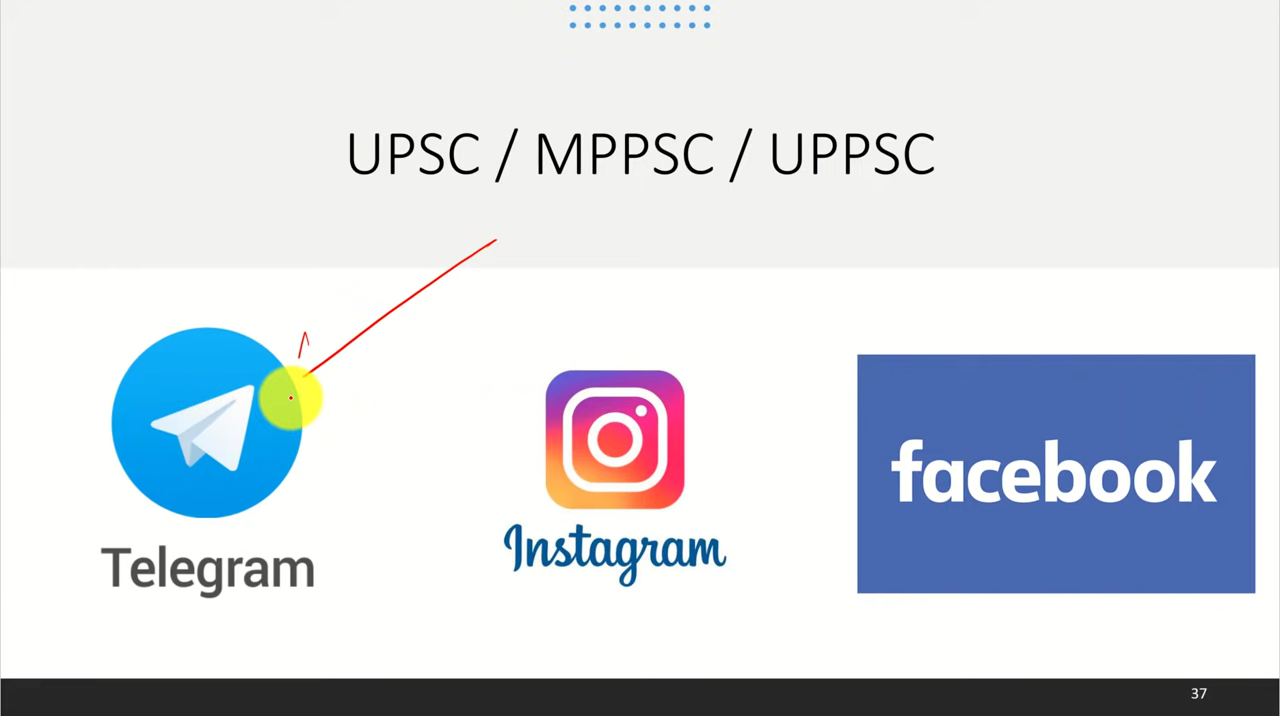 UPSC / MPPSC / UPPSC
Telegram
Instagram
facebook
37